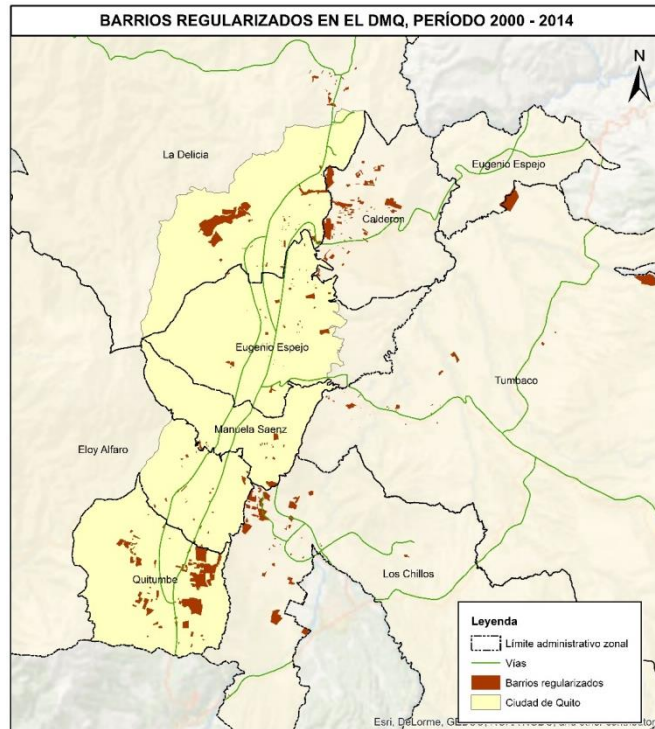 BARRIOS REGULARIZADOS EN EL DMQ, PERÍODO 2000 - 2014
N
La Delicia
Eugenio Espejo
Calderon
Eugenio Espejo
Tumbaco
Manuela Saenz
Eloy Alfaro
Los Chillos
Quitumbe
Leyenda
Límite administrativo zonal
Vías
Barrios regularizados
Ciudad de Quito
Esri, DeLorme,